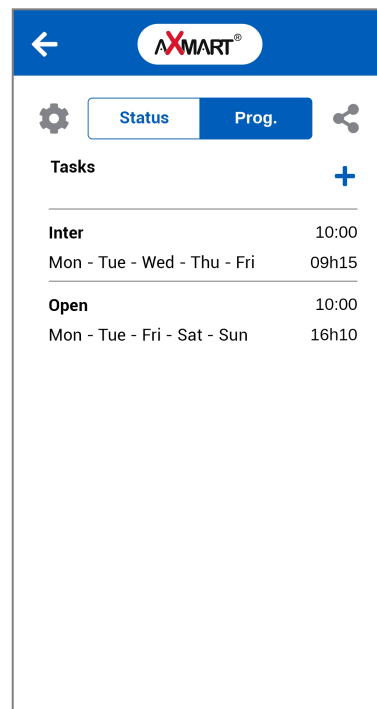 AXMART®
Status Prog.
Tasks +
Inter 10:00
Mon - Tue - Wed - Thu - Fri 09h15
Open 10:00
Mon - Tue - Fri - Sat - Sun 16h10